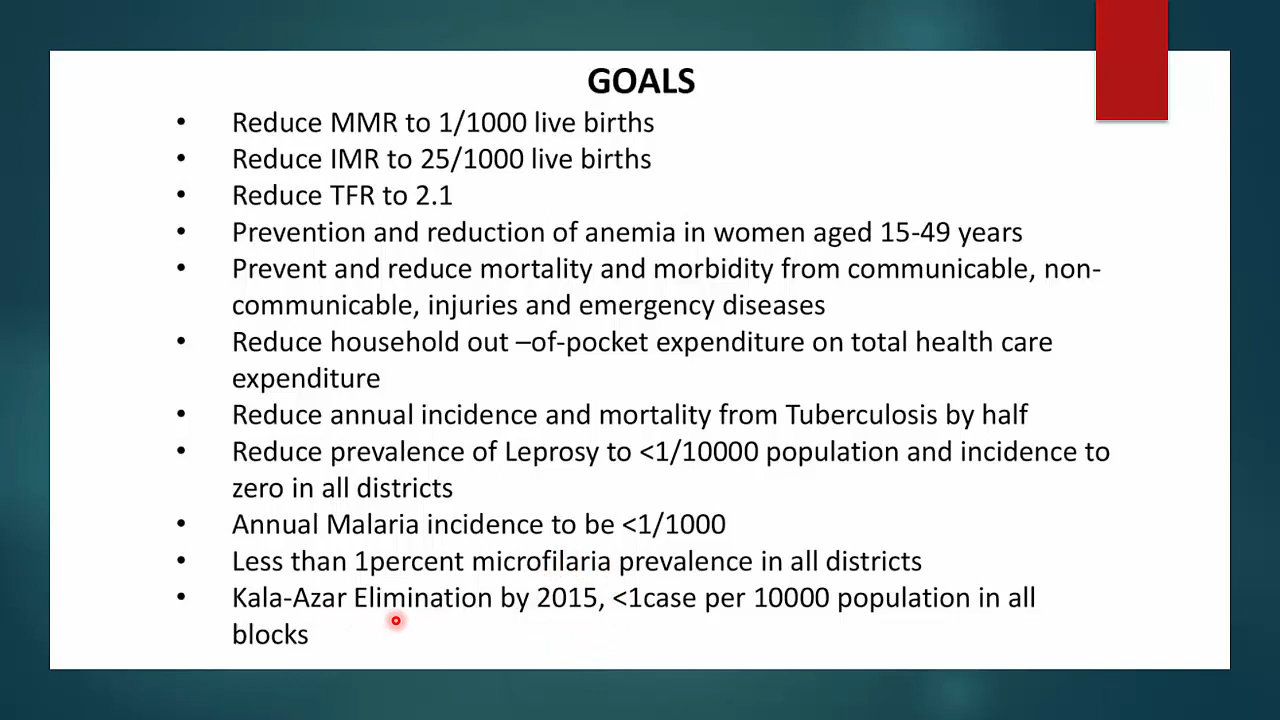 GOALS
• Reduce MMR to 1/1000 live births
• Reduce IMR to 25/1000 live births
• Reduce TFR to 2.1
• Prevention and reduction of anemia in women aged 15-49 years
• Prevent and reduce mortality and morbidity from communicable, non-
communicable, injuries and emergency diseases
• Reduce household out –of-pocket expenditure on total health care
expenditure
• Reduce annual incidence and mortality from Tuberculosis by half
• Reduce prevalence of Leprosy to <1/10000 population and incidence to
zero in all districts
• Annual Malaria incidence to be <1/1000
• Less than 1percent microfilaria prevalence in all districts
• Kala-Azar Elimination by 2015, <1case per 10000 population in all
blocks